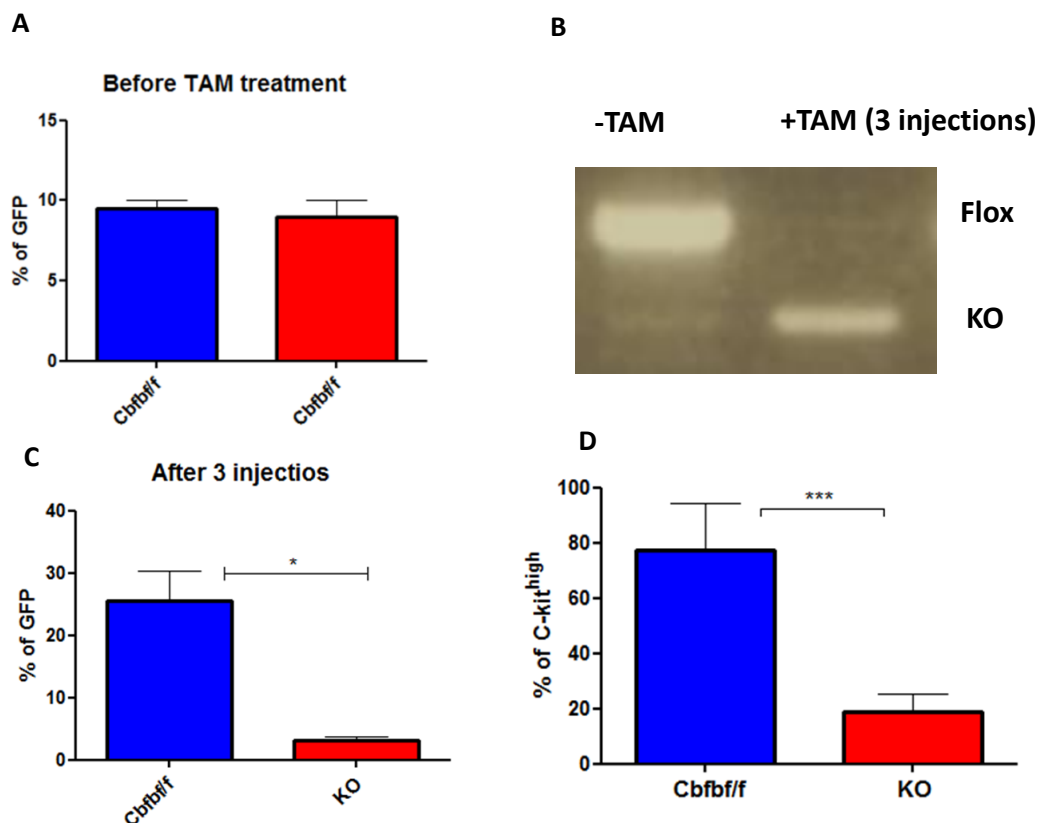 A
Before TAM treatment
15
10
5
0
% of GFP
Cbfbf/f
Cbfbf/f
B
-TAM
+TAM (3 injections)
Flox
KO
C
After 3 injectios
40
30
20
10
0
% of GFP
*
Cbfbf/f
KO
D
100
80
60
40
20
0
% of C-kit^high
***
Cbfbf/f
KO